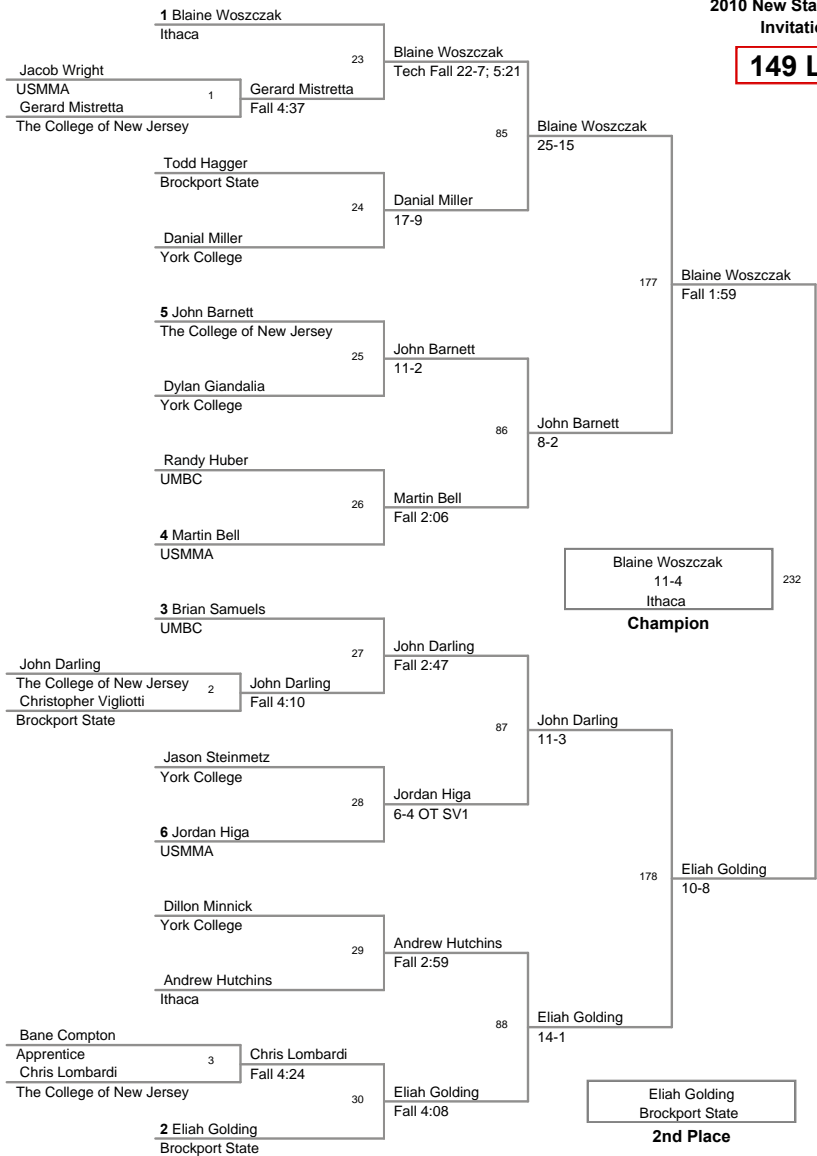 2010 New Sta
Invitatio
149 L
1 Blaine Woszczak
Ithaca
23
Blaine Woszczak
Tech Fall 22-7; 5:21
Jacob Wright
USMMA
1
Gerard Mistretta
The College of New Jersey
Gerard Mistretta
Fall 4:37
85
Blaine Woszczak
25-15
Todd Hagger
Brockport State
24
Danial Miller
17-9
Danial Miller
York College
177
Blaine Woszczak
Fall 1:59
5 John Barnett
The College of New Jersey
25
John Barnett
11-2
Dylan Giandalia
York College
86
John Barnett
8-2
Randy Huber
UMBC
26
Martin Bell
Fall 2:06
4 Martin Bell
USMMA
Blaine Woszczak
11-4
Ithaca
232
Champion
3 Brian Samuels
UMBC
27
John Darling
Fall 2:47
John Darling
The College of New Jersey
2
Christopher Vigliotti
Brockport State
John Darling
Fall 4:10
87
John Darling
11-3
Jason Steinmetz
York College
28
Jordan Higa
6-4 OT SV1
6 Jordan Higa
USMMA
178
Eliah Golding
10-8
Dillon Minnick
York College
29
Andrew Hutchins
Fall 2:59
Andrew Hutchins
Ithaca
88
Eliah Golding
14-1
Bane Compton
Apprentice
3
Chris Lombardi
The College of New Jersey
Chris Lombardi
Fall 4:24
30
Eliah Golding
Fall 4:08
2 Eliah Golding
Brockport State
Eliah Golding
Brockport State
2nd Place